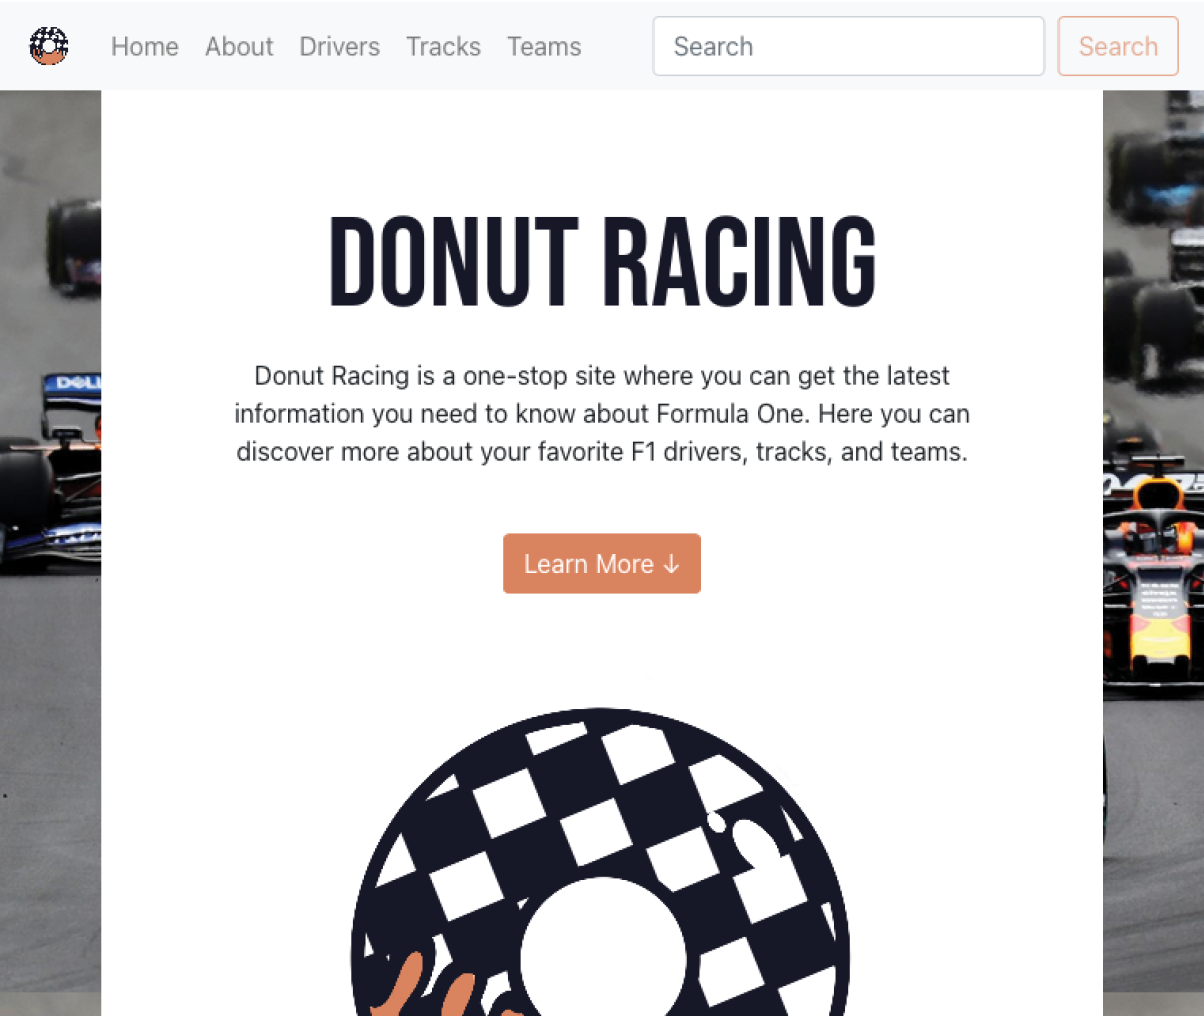 Home About Drivers Tracks Teams Search Search
DONUT RACING
Donut Racing is a one-stop site where you can get the latest
information you need to know about Formula One. Here you can
discover more about your favorite F1 drivers, tracks, and teams.
Learn More ↓